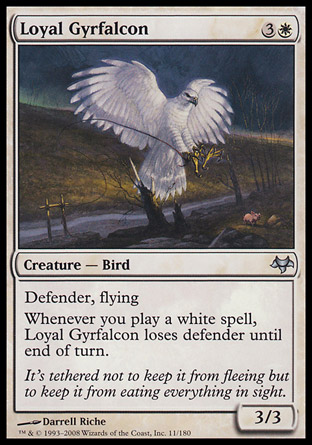 Loyal Gyrfalcon 3
Creature — Bird
Defender, flying
Whenever you play a white spell,
Loyal Gyrfalcon loses defender until
end of turn.
It's tethered not to keep it from fleeing but
to keep it from eating everything in sight.
Darrell Riche
™ & © 1993–2008 Wizards of the Coast, Inc. 11/180
3/3